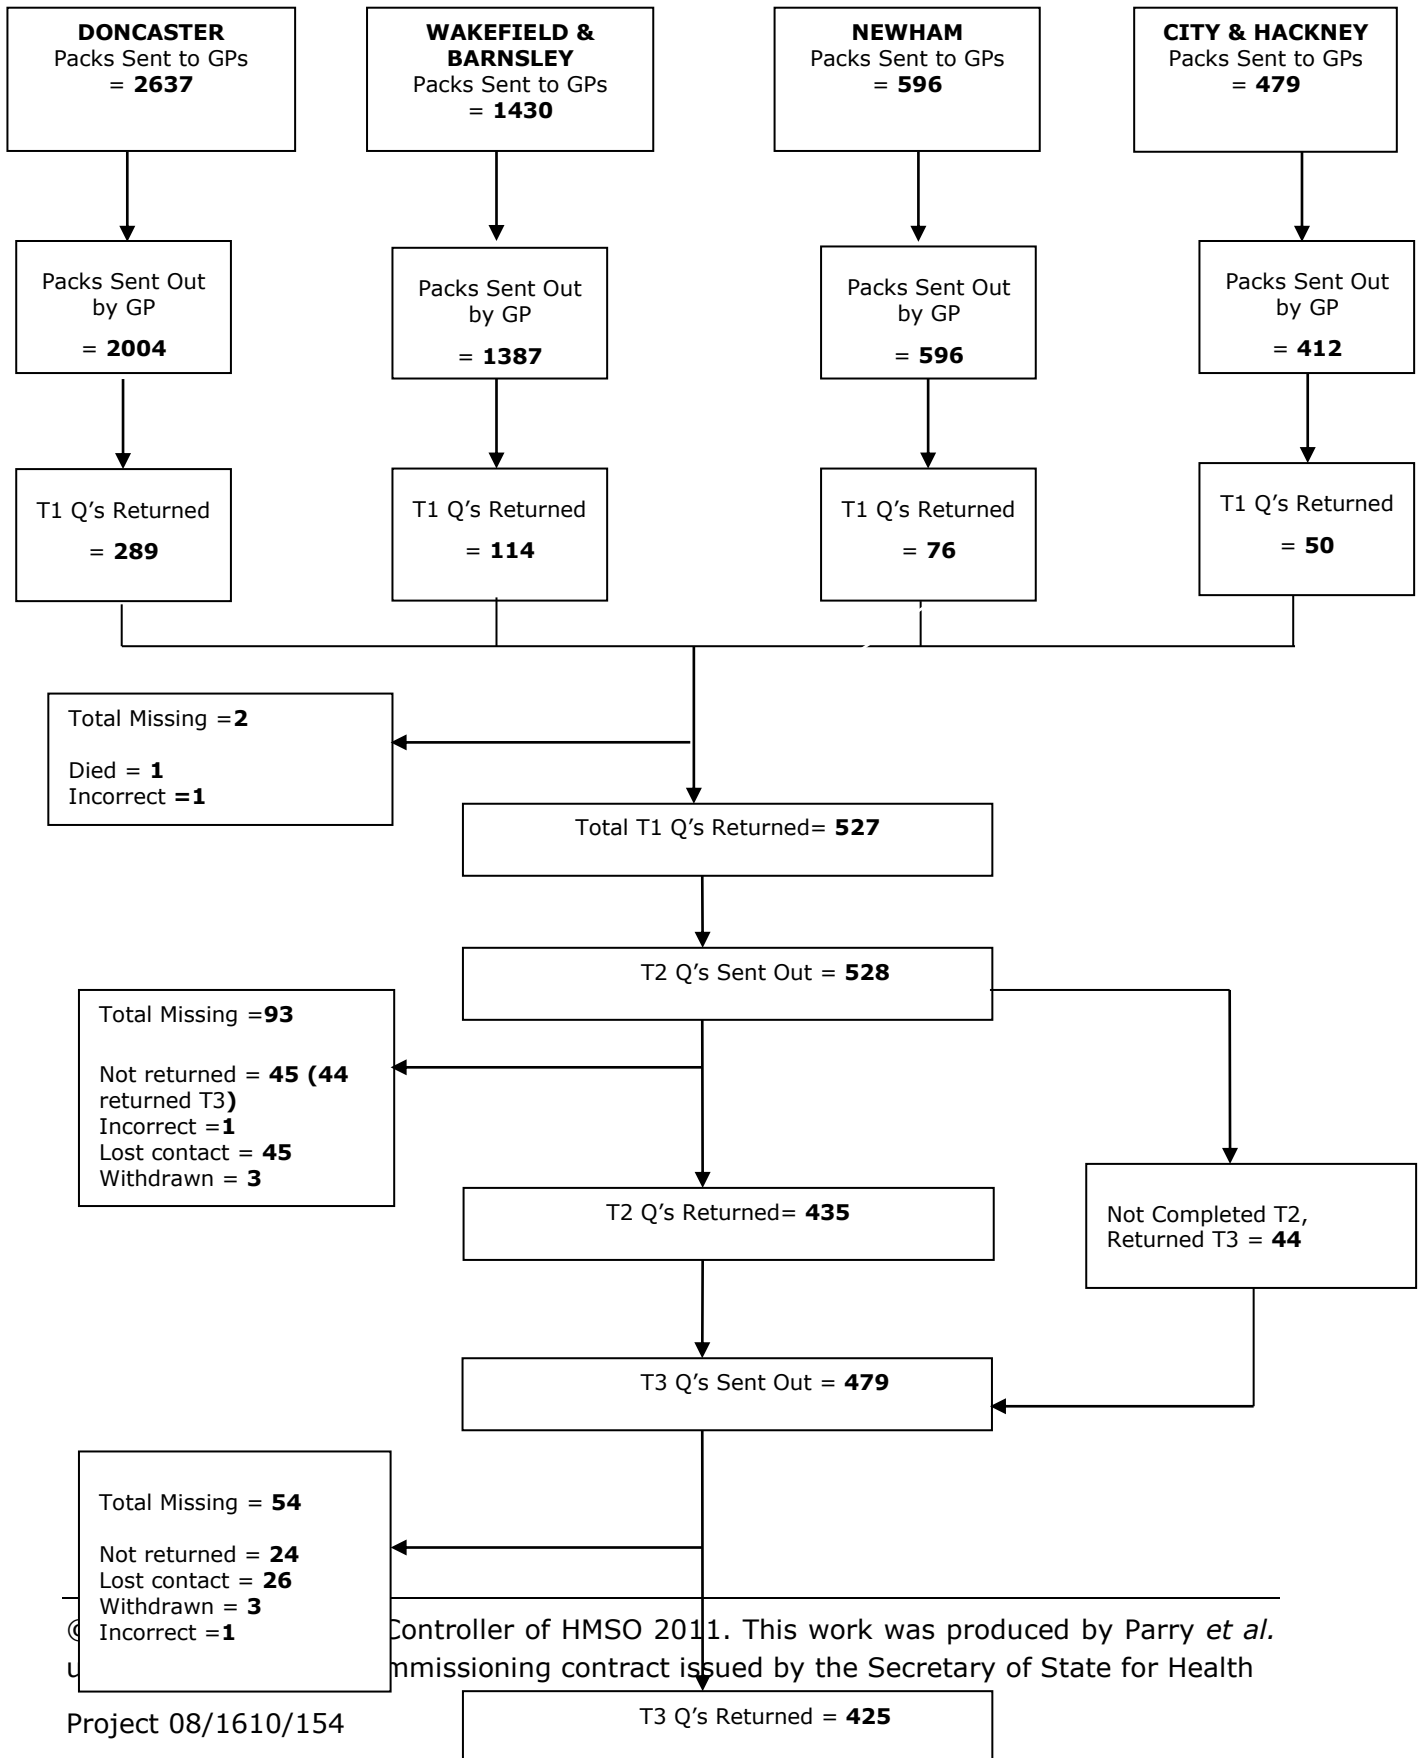 DONCASTER
Packs Sent to GPs
= 2637
WAKEFIELD &
BARNSLEY
Packs Sent to GPs
= 1430
NEWHAM
Packs Sent to GPs
= 596
CITY & HACKNEY
Packs Sent to GPs
= 479
Packs Sent Out
by GP
= 2004
Packs Sent Out
by GP
= 1387
Packs Sent Out
by GP
= 596
Packs Sent Out
by GP
= 412
T1 Q’s Returned
= 289
T1 Q’s Returned
= 114
T1 Q’s Returned
= 76
T1 Q’s Returned
= 50
Total Missing =2
Died = 1
Incorrect =1
Total T1 Q’s Returned= 527
T2 Q’s Sent Out = 528
Total Missing =93
Not returned = 45 (44
returned T3)
Incorrect =1
Lost contact = 45
Withdrawn = 3
T2 Q’s Returned= 435
Not Completed T2,
Returned T3 = 44
T3 Q’s Sent Out = 479
Total Missing = 54
Not returned = 24
Lost contact = 26
Withdrawn = 3
Incorrect =1
Controller of HMSO 2011. This work was produced by Parry et al.
contract issued by the Secretary of State for Health
Project 08/1610/154
T3 Q’s Returned = 425